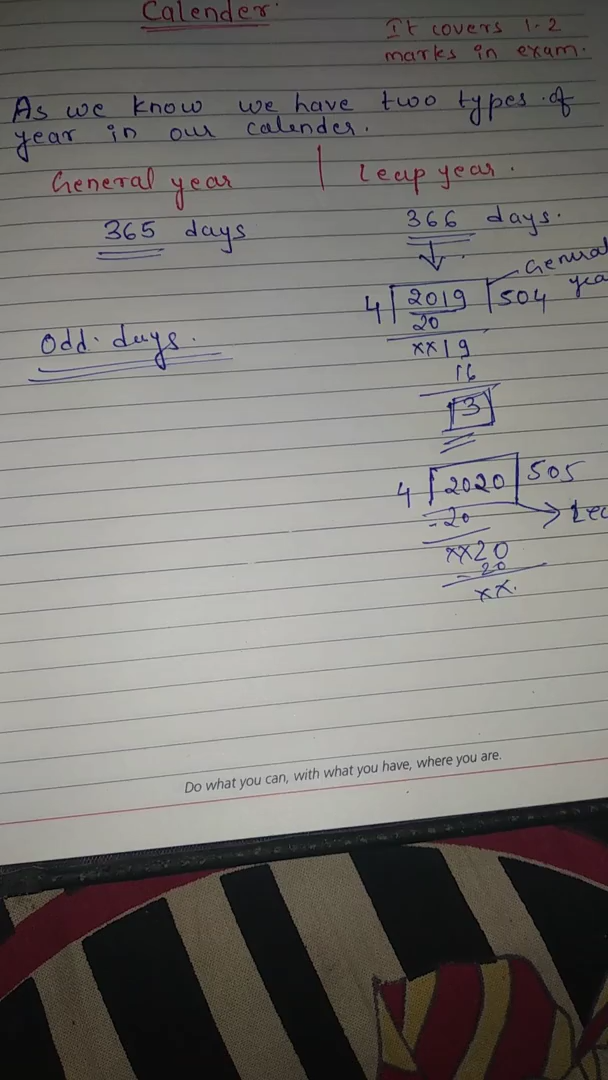 Calender.
It covers 1-2
marks in exam.
As we know we have two types of
year in our calender.
General year
Leap year.
365 days
366 days.
General
4 2019 504
20
xx19
16
3
Odd. days.
4 2020 505
-20
xx20
-20
xx.
Do what you can, with what you have, where you are.